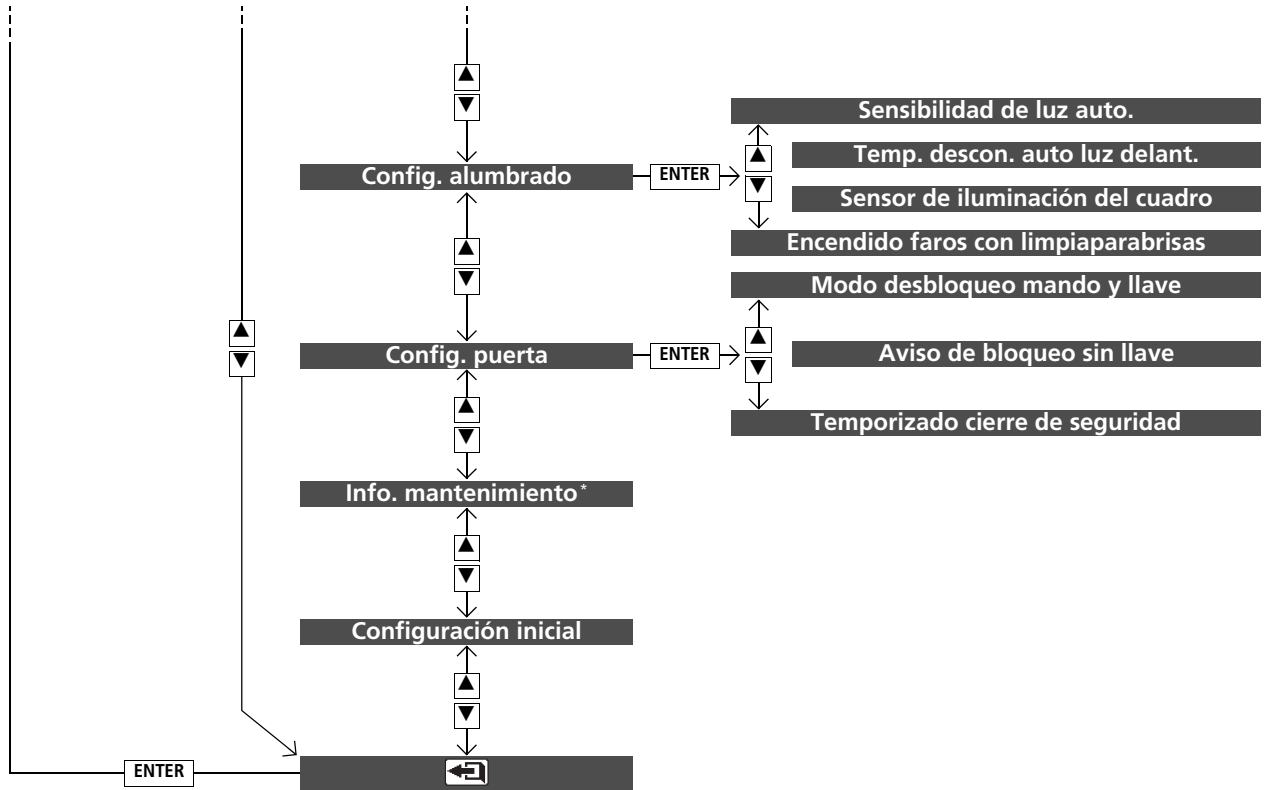 ▲
▼
Sensibilidad de luz auto.
Config. alumbrado
ENTER
▲
▼
Temp. descon. auto luz delant.
Sensor de iluminación del cuadro
Encendido faros con limpiaparabrisas
▲
▼
Modo desbloqueo mando y llave
▲
▼
Config. puerta
ENTER
▲
▼
Aviso de bloqueo sin llave
Temporizado cierre de seguridad
▲
▼
Info. mantenimiento*
▲
▼
Configuración inicial
▲
▼
ENTER